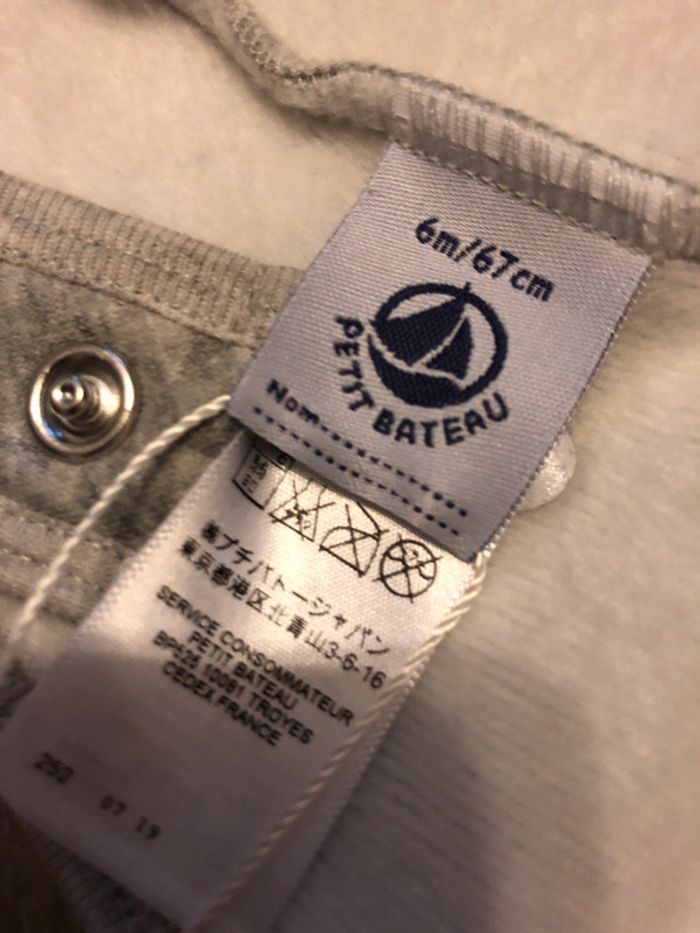 6m/67cm
PETIT BATEAU
Nom
㈱プチバトージャパン
東京都港区北青山3-6-16
SERVICE CONSOMMATEUR
PETIT BATEAU
BP525 10081 TROYES
CEDEX FRANCE
252 07 19